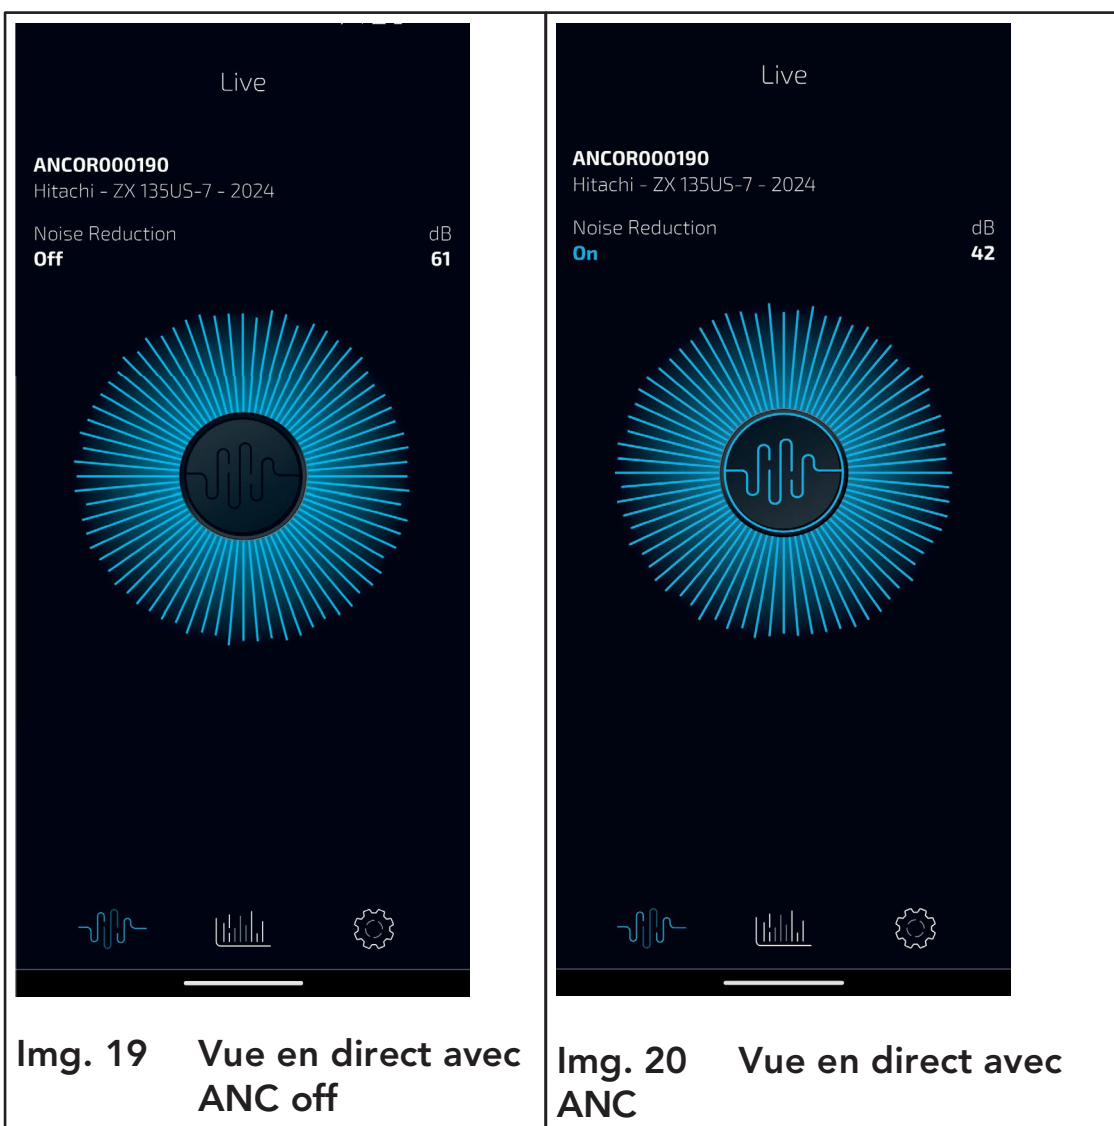 Live
ANCOR000190
Hitachi - ZX 135US-7 - 2024
Noise Reduction dB
Off 61
Img. 19 Vue en direct avec
ANC off
Live
ANCOR000190
Hitachi - ZX 135US-7 - 2024
Noise Reduction dB
On 42
Img. 20 Vue en direct avec
ANC